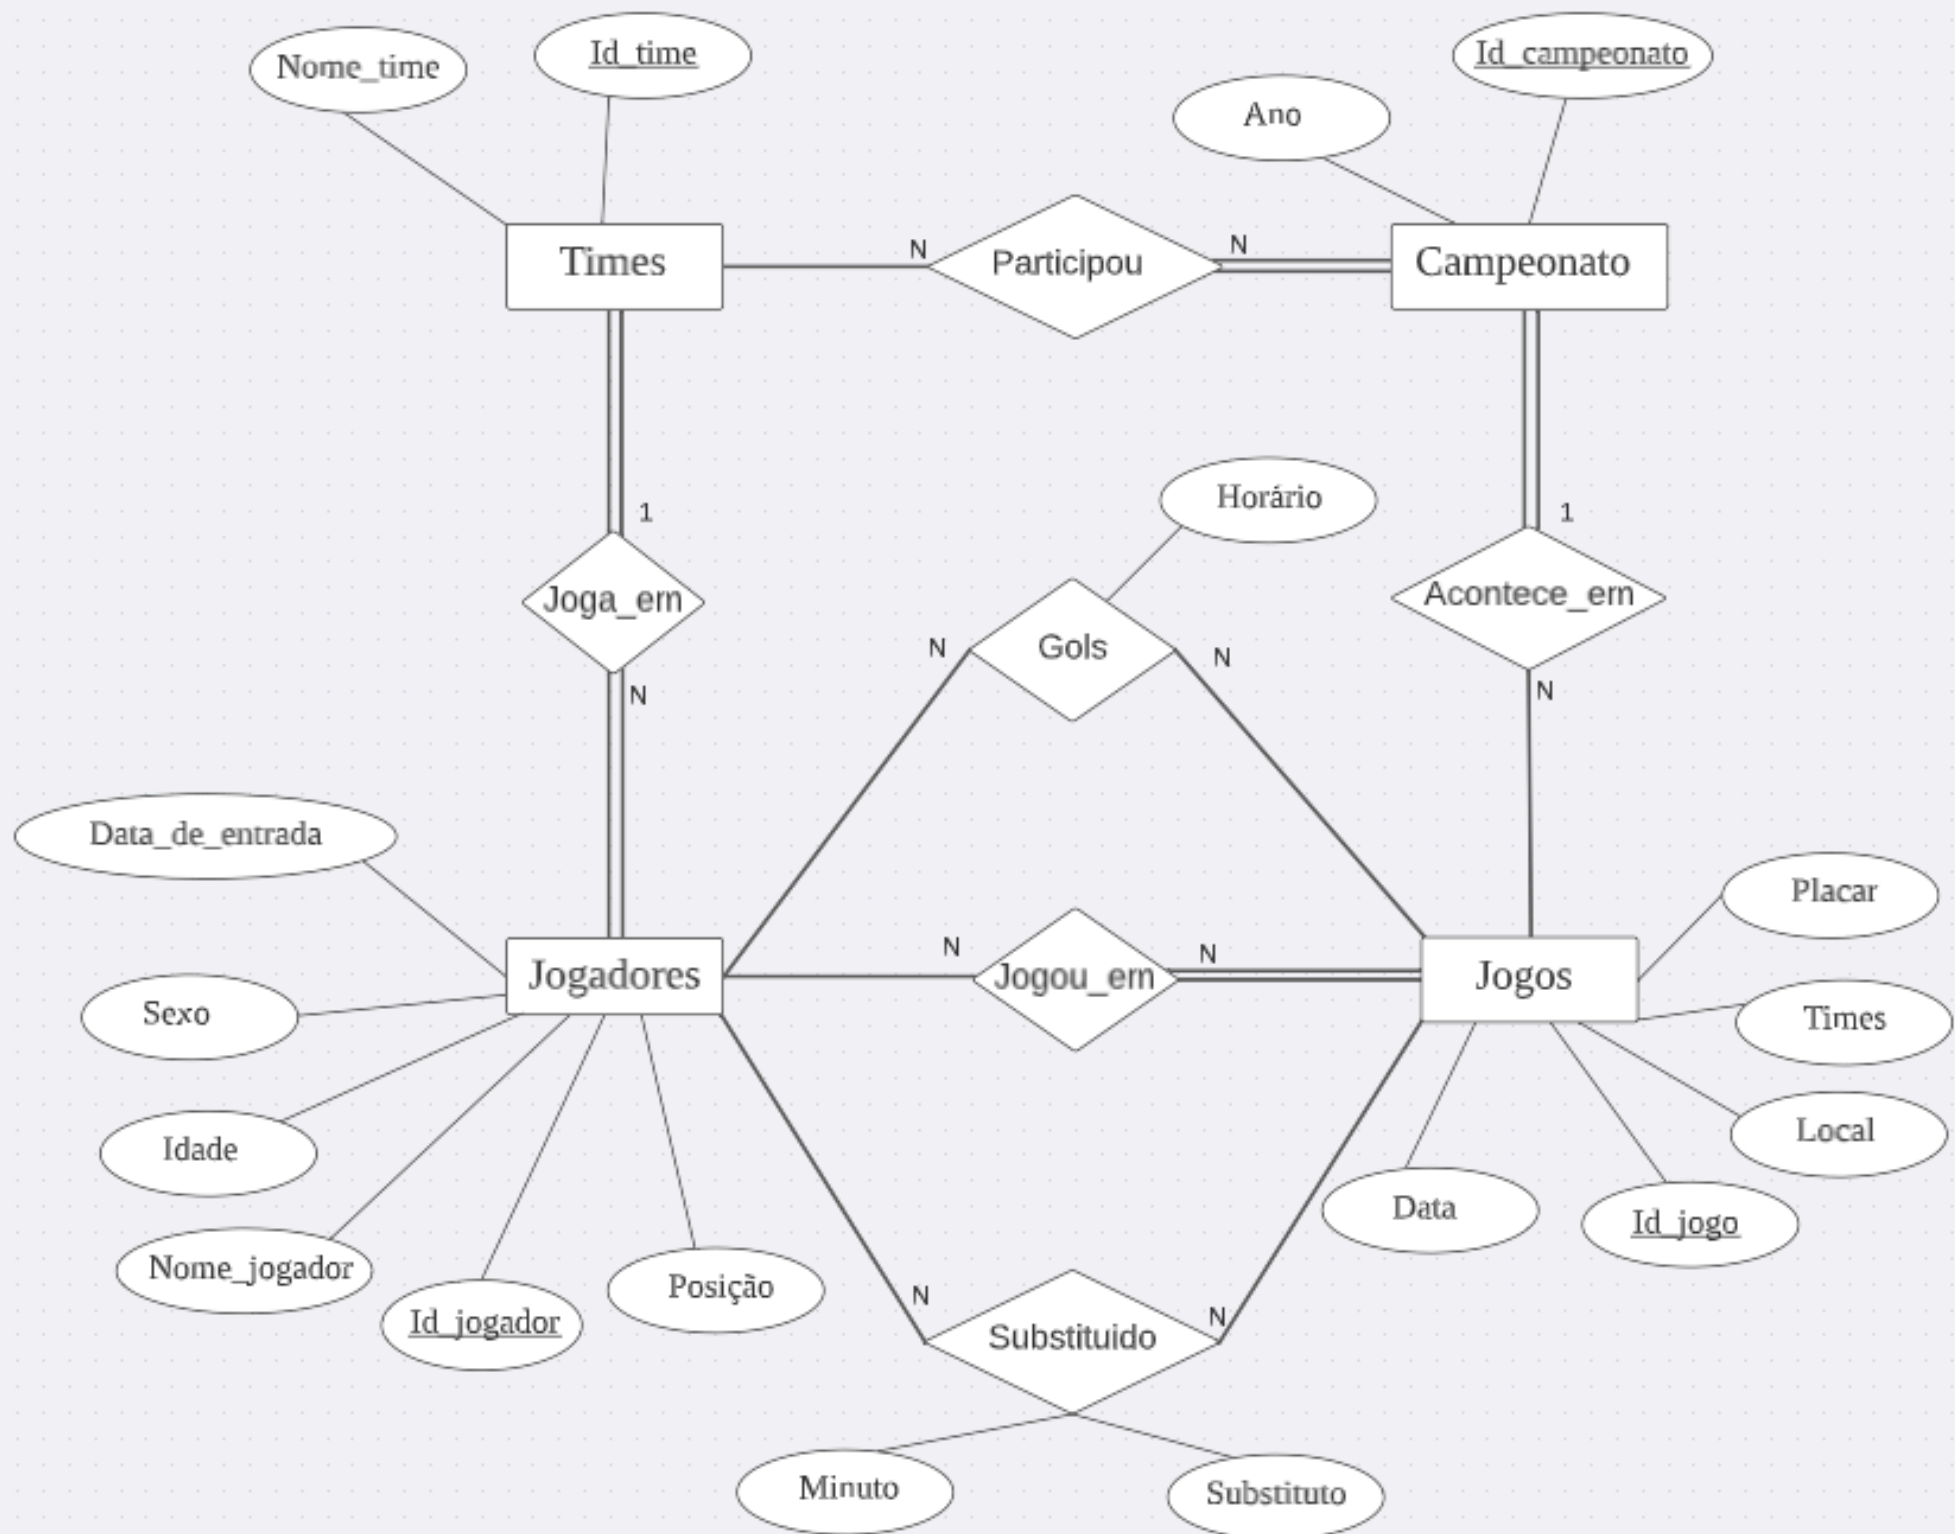 Nome_time
Id_time
Id_campeonato
Ano
Times
N
Participou
N
Campeonato
1
1
Horário
Joga_em
Acontece_em
N
Gols
N
N
N
Data_de_entrada
Placar
Jogadores
N
Jogou_em
N
Jogos
Sexo
Times
Idade
Local
Nome_jogador
Data
Id_jogo
Id_jogador
Posição
N
Substituido
N
Minuto
Substituto